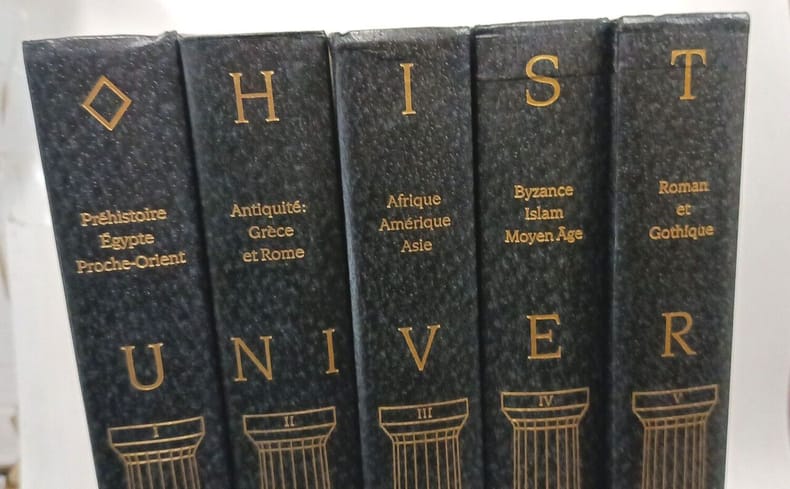 H I S T
Préhistoire
Égypte
Proche-Orient
Antiquité:
Grèce
et Rome
Afrique
Amérique
Asie
Byzance
Islam
Moyen Âge
Roman
et
Gothique
U N I V E R
I
II
III
IV
V